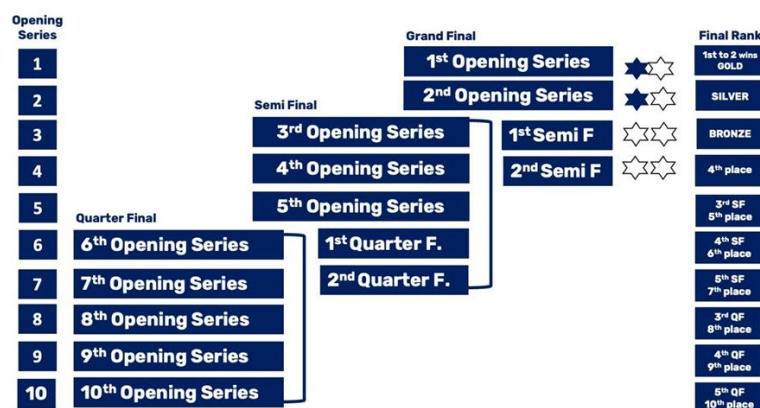 Opening
Series
1
2
3
4
5
6
7
8
9
10
Quarter Final
6th Opening Series
7th Opening Series
8th Opening Series
9th Opening Series
10th Opening Series
Semi Final
3rd Opening Series
4th Opening Series
5th Opening Series
1st Quarter F.
2nd Quarter F.
Grand Final
1st Opening Series
2nd Opening Series
1st Semi F
2nd Semi F
Final Rank
1st to 2 wins
GOLD
SILVER
BRONZE
4th place
3rd SF
5th place
4th SF
6th place
5th SF
7th place
3rd QF
8th place
4th QF
9th place
5th QF
10th place